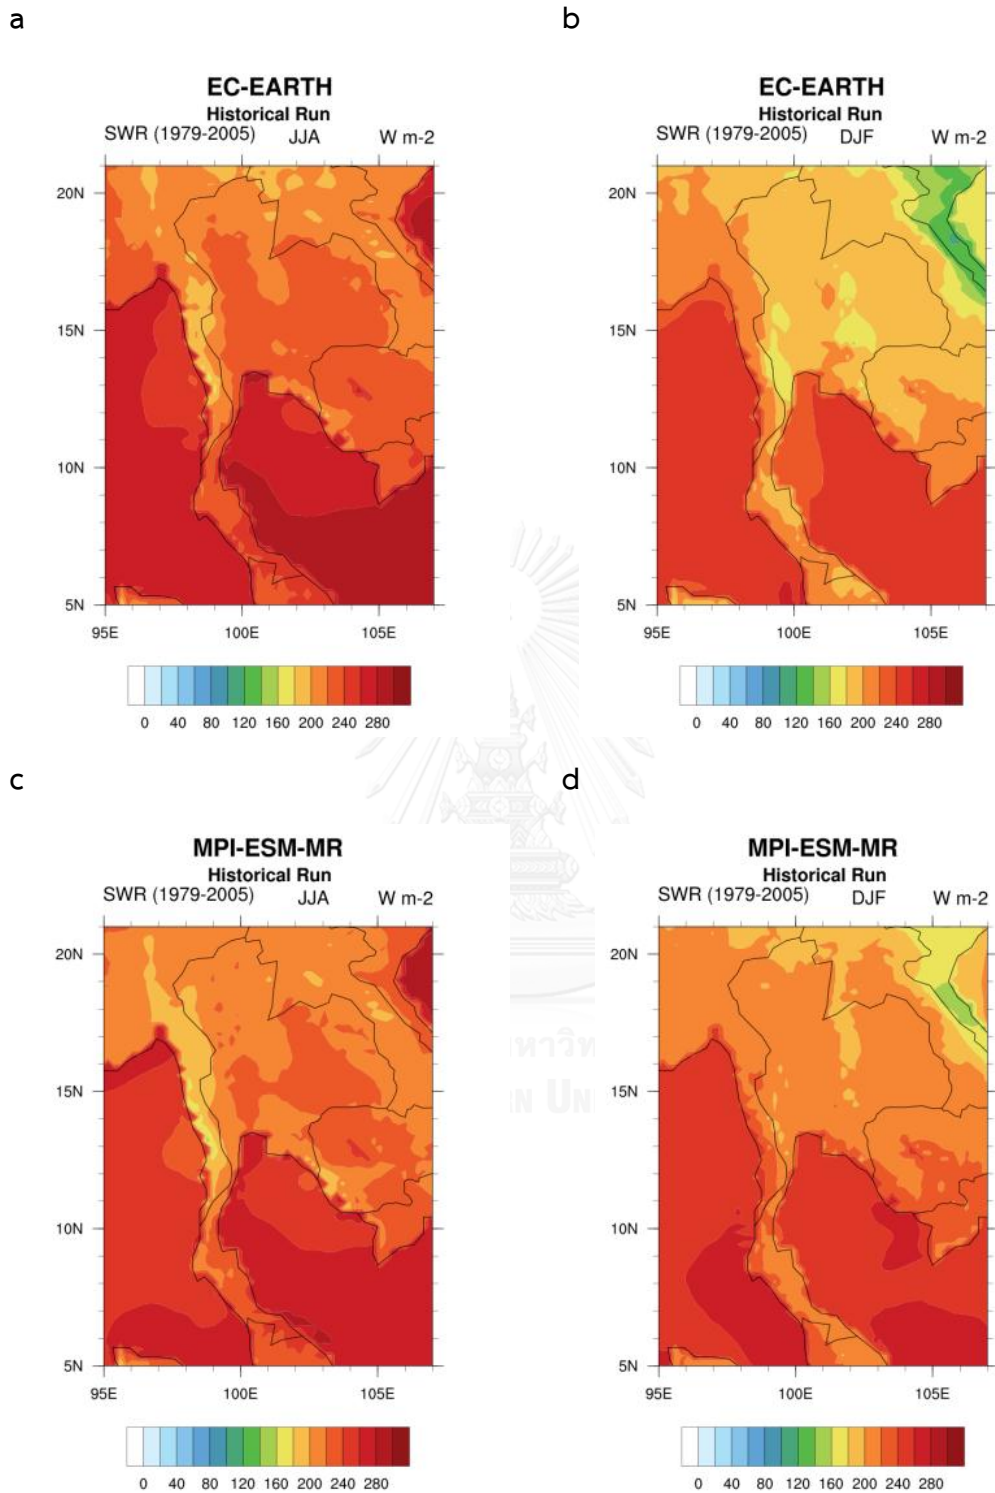 a
b
EC-EARTH
Historical Run
SWR (1979-2005) JJA W m-2
20N
15N
10N
5N
95E 100E 105E
0 40 80 120 160 200 240 280
EC-EARTH
Historical Run
SWR (1979-2005) DJF W m-2
20N
15N
10N
5N
95E 100E 105E
0 40 80 120 160 200 240 280
c
d
MPI-ESM-MR
Historical Run
SWR (1979-2005) JJA W m-2
20N
15N
10N
5N
95E 100E 105E
0 40 80 120 160 200 240 280
MPI-ESM-MR
Historical Run
SWR (1979-2005) DJF W m-2
20N
15N
10N
5N
95E 100E 105E
0 40 80 120 160 200 240 280